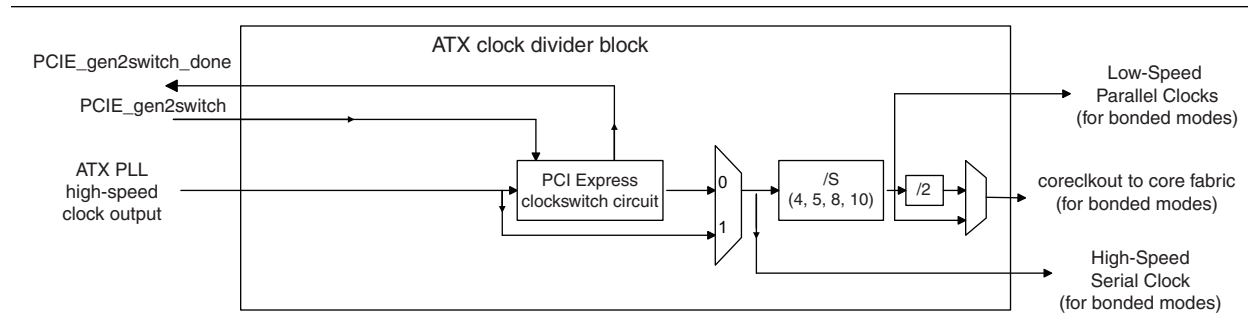 ATX clock divider block
PCIE_gen2switch_done
PCIE_gen2switch
ATX PLL
high-speed
clock output
PCI Express
clockswitch circuit
0
1
/S
(4, 5, 8, 10)
/2
Low-Speed
Parallel Clocks
(for bonded modes)
coreclkout to core fabric
(for bonded modes)
High-Speed
Serial Clock
(for bonded modes)